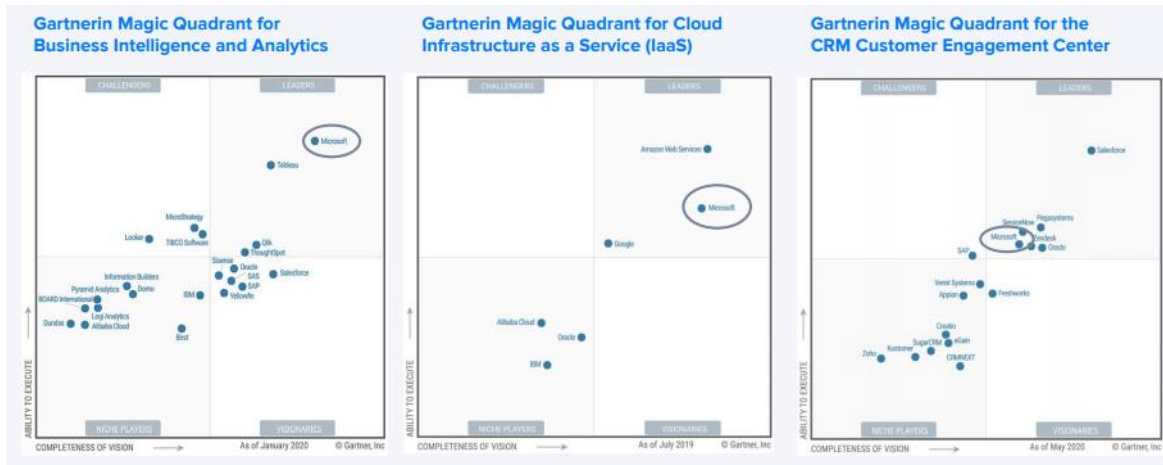 Gartnerin Magic Quadrant for
Business Intelligence and Analytics
CHALLENGERS
LEADERS
Microsoft
Tableau
MicroStrategy
Looker
TIBCO Software
Qlik
ThoughtSpot
Sisense
Oracle
Salesforce
SAS
SAP
Yellowfin
Information Builders
Pyramid Analytics
Domo
IBM
BOARD International
Logi Analytics
Dundas
Alibaba Cloud
Birst
ABILITY TO EXECUTE
NICHE PLAYERS
VISIONARIES
COMPLETENESS OF VISION
As of January 2020
© Gartner, Inc
Gartnerin Magic Quadrant for Cloud
Infrastructure as a Service (IaaS)
CHALLENGERS
LEADERS
Amazon Web Services
Microsoft
Google
Alibaba Cloud
Oracle
IBM
ABILITY TO EXECUTE
NICHE PLAYERS
VISIONARIES
COMPLETENESS OF VISION
As of July 2019
© Gartner, Inc
Gartnerin Magic Quadrant for the
CRM Customer Engagement Center
CHALLENGERS
LEADERS
Salesforce
Pegasystems
ServiceNow
Microsoft
Zendesk
Oracle
SAP
Verint Systems
Appian
Freshworks
Creatio
eGain
SugarCRM
Kustomer
Zoho
CRMNEXT
ABILITY TO EXECUTE
NICHE PLAYERS
VISIONARIES
COMPLETENESS OF VISION
As of May 2020
© Gartner, Inc